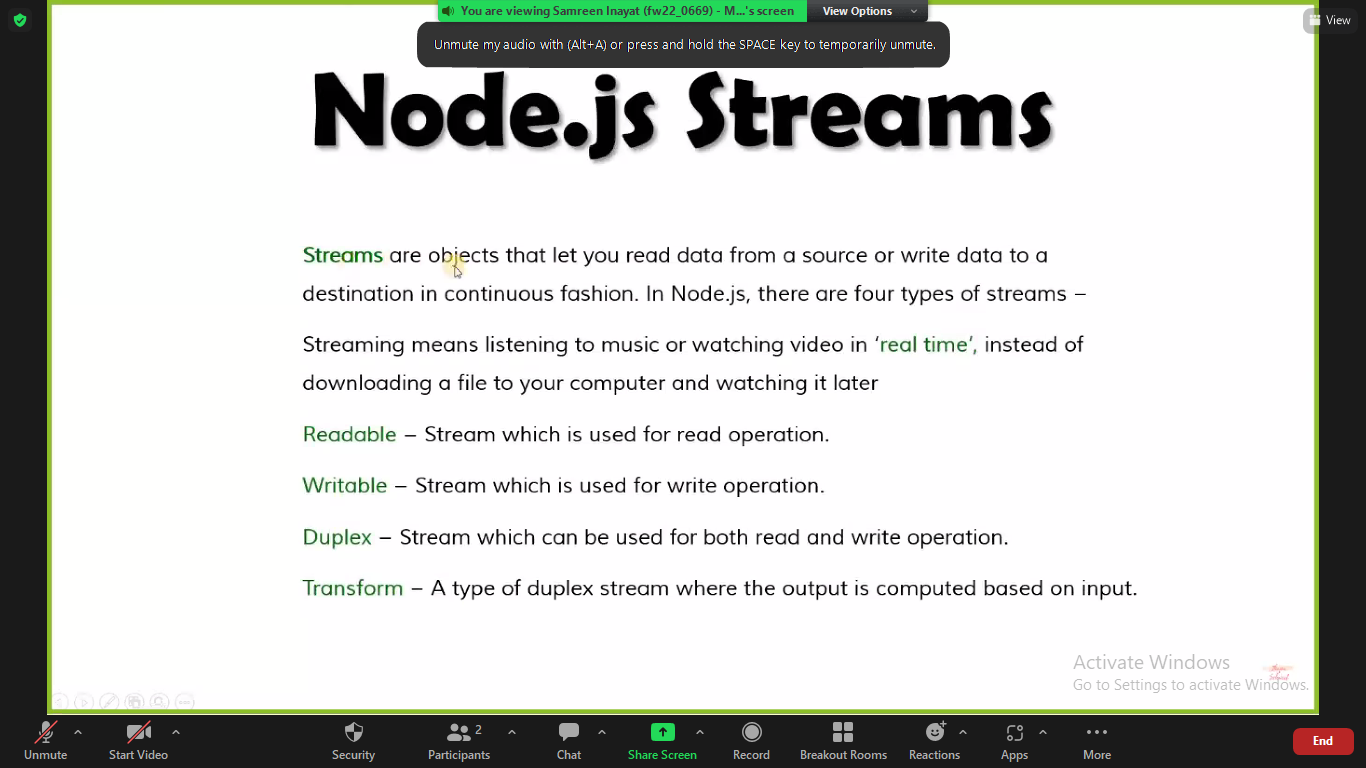 You are viewing Samreen Inayat (fw22_0669) - M...'s screen
View Options
View
Unmute my audio with (Alt+A) or press and hold the SPACE key to temporarily unmute.
Node.js Streams
Streams are objects that let you read data from a source or write data to a
destination in continuous fashion. In Node.js, there are four types of streams –
Streaming means listening to music or watching video in ‘real time’, instead of
downloading a file to your computer and watching it later
Readable – Stream which is used for read operation.
Writable – Stream which is used for write operation.
Duplex – Stream which can be used for both read and write operation.
Transform – A type of duplex stream where the output is computed based on input.
Activate Windows
Go to Settings to activate Windows.
Unmute
Start Video
Security
Participants
2
Chat
Share Screen
Record
Breakout Rooms
Reactions
Apps
More
End